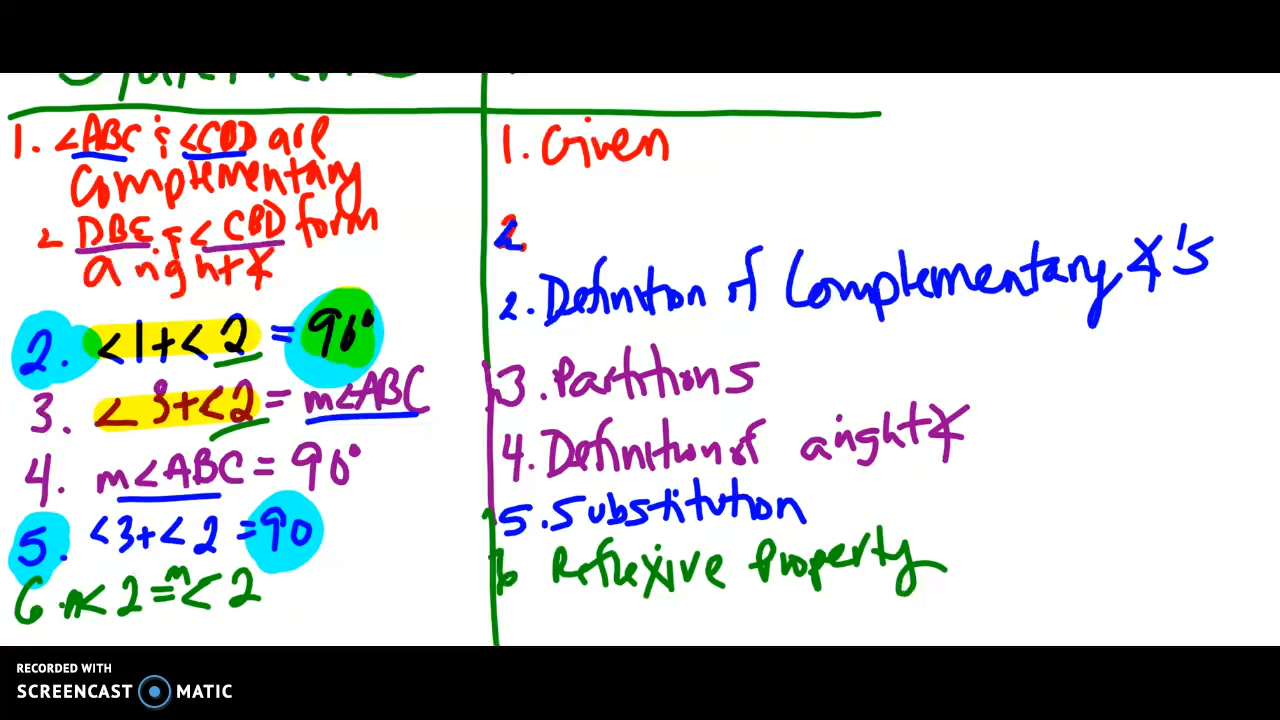 Statements
1. <ABC & <CBD are
Complementary
< DBE & < CBD form
a right ∡
2. <1 + < 2 = 90°
3. < 3 + < 2 = m<ABC
4. m<ABC = 90°
5. <3 + < 2 = 90
6. m< 2 = m< 2
1. Given
2.
2. Definition of Complementary ∡'s
3. Partitions
4. Definition of a right ∡
5. Substitution
6 Reflexive Property
RECORDED WITH
SCREENCAST MATIC